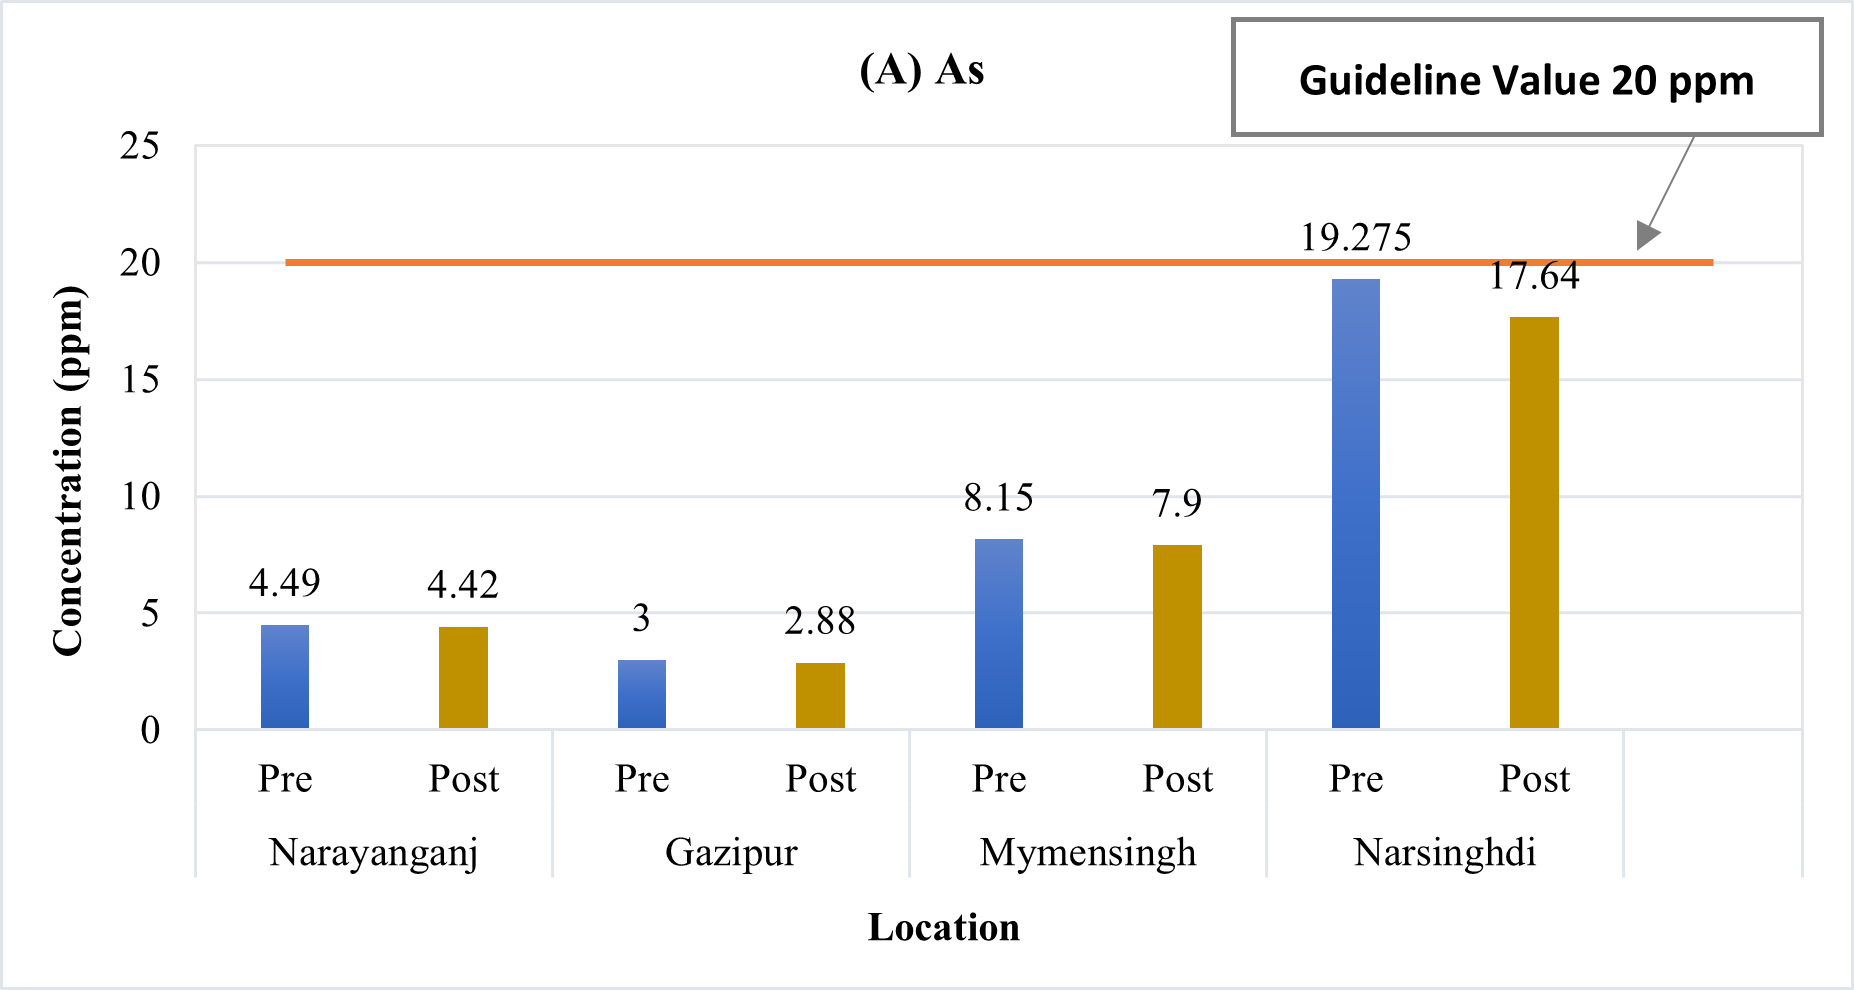 (A) As
Guideline Value 20 ppm
25
20
15
10
5
0
Concentration (ppm)
4.49
4.42
3
2.88
8.15
7.9
19.275
17.64
Pre Post Pre Post Pre Post Pre Post
Narayanganj Gazipur Mymensingh Narsinghdi
Location